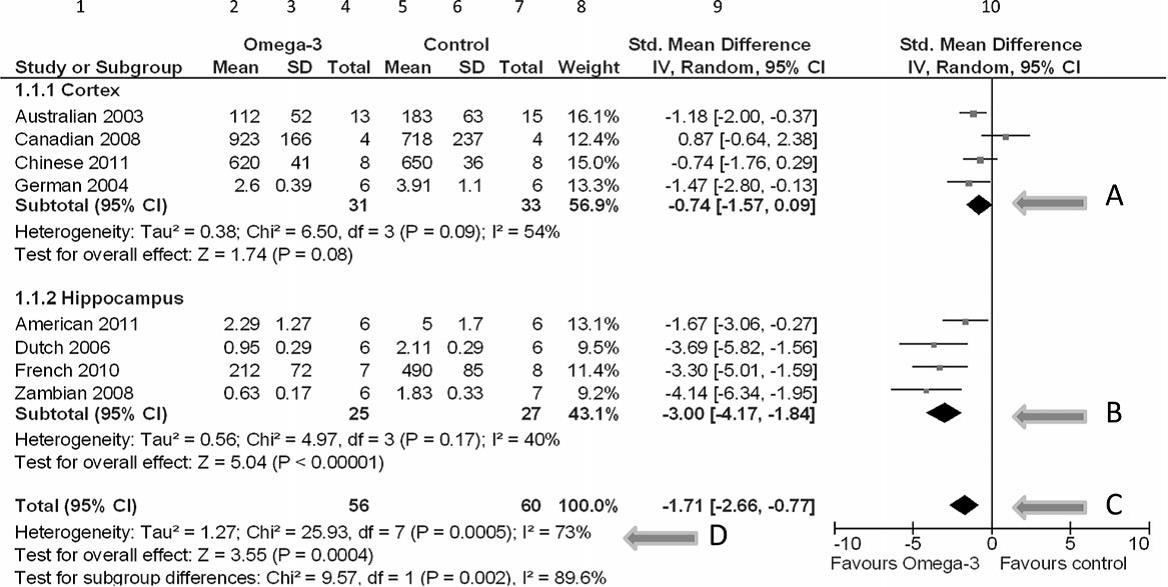 1 2 3 4 5 6 7 8 9 10
Omega-3 Control Std. Mean Difference Std. Mean Difference
Study or Subgroup Mean SD Total Mean SD Total Weight IV, Random, 95% CI IV, Random, 95% CI
1.1.1 Cortex
Australian 2003 112 52 13 183 63 15 16.1% -1.18 [-2.00, -0.37]
Canadian 2008 923 166 4 718 237 4 12.4% 0.87 [-0.64, 2.38]
Chinese 2011 620 41 8 650 36 8 15.0% -0.74 [-1.76, 0.29]
German 2004 2.6 0.39 6 3.91 1.1 6 13.3% -1.47 [-2.80, -0.13]
Subtotal (95% CI) 31 33 56.9% -0.74 [-1.57, 0.09] A
Heterogeneity: Tau² = 0.38; Chi² = 6.50, df = 3 (P = 0.09); I² = 54%
Test for overall effect: Z = 1.74 (P = 0.08)
1.1.2 Hippocampus
American 2011 2.29 1.27 6 5 1.7 6 13.1% -1.67 [-3.06, -0.27]
Dutch 2006 0.95 0.29 6 2.11 0.29 6 9.5% -3.69 [-5.82, -1.56]
French 2010 212 72 7 490 85 8 11.4% -3.30 [-5.01, -1.59]
Zambian 2008 0.63 0.17 6 1.83 0.33 7 9.2% -4.14 [-6.34, -1.95]
Subtotal (95% CI) 25 27 43.1% -3.00 [-4.17, -1.84] B
Heterogeneity: Tau² = 0.56; Chi² = 4.97, df = 3 (P = 0.17); I² = 40%
Test for overall effect: Z = 5.04 (P < 0.00001)
Total (95% CI) 56 60 100.0% -1.71 [-2.66, -0.77] C
Heterogeneity: Tau² = 1.27; Chi² = 25.93, df = 7 (P = 0.0005); I² = 73% D
-10 -5 0 5 10
Test for overall effect: Z = 3.55 (P = 0.0004)
Favours Omega-3 Favours control
Test for subgroup differences: Chi² = 9.57, df = 1 (P = 0.002), I² = 89.6%